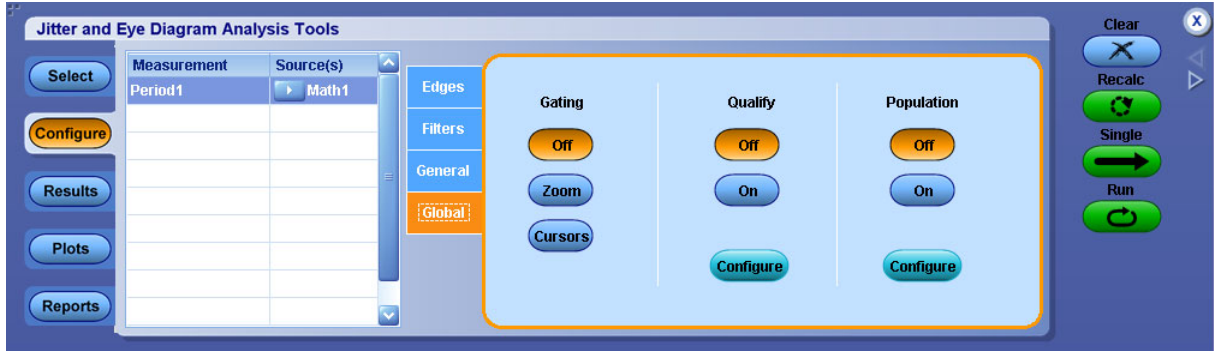 Jitter and Eye Diagram Analysis Tools
Select
Configure
Results
Plots
Reports
Measurement Source(s)
Period1 Math1
Edges
Filters
General
Global
Gating
Off
Zoom
Cursors
Qualify
Off
On
Configure
Population
Off
On
Configure
Clear
Recalc
Single
Run
X